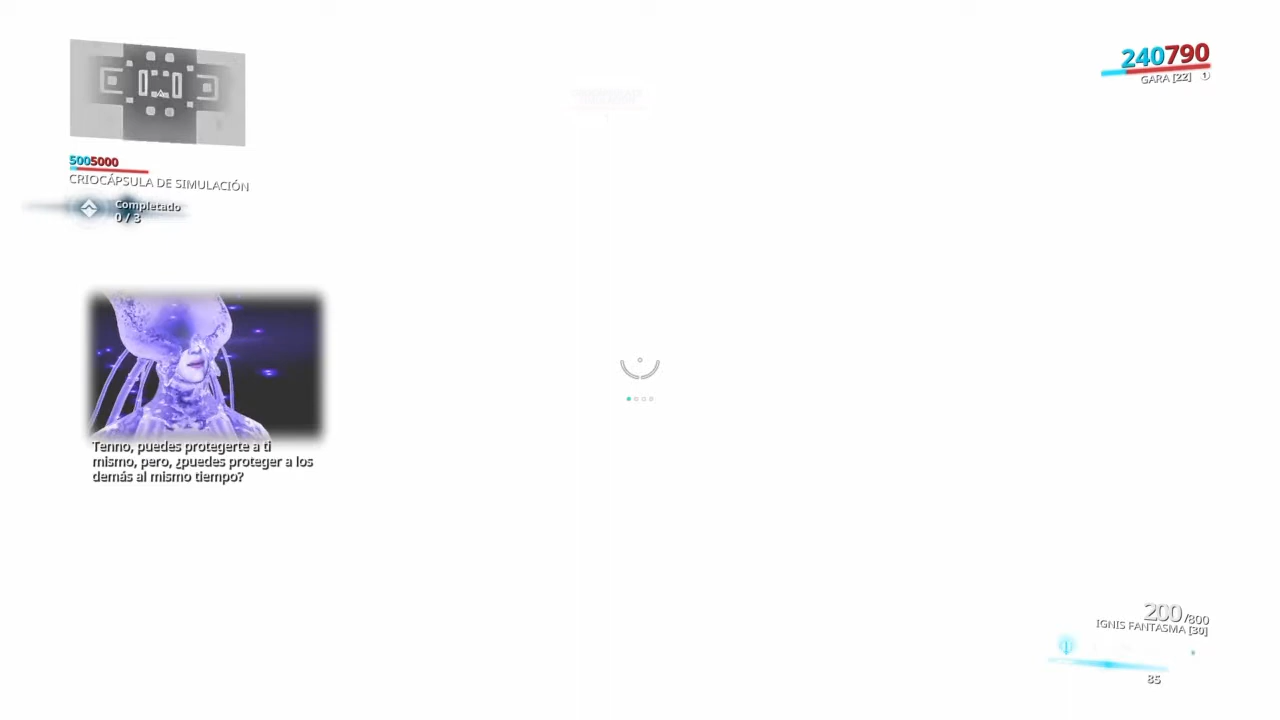 240790
GARA [22] 1
5005000
CRIOCÁPSULA DE SIMULACIÓN
Completado
0 / 3
Tenno, puedes protegerte a ti
mismo, pero, ¿puedes proteger a los
demás al mismo tiempo?
200/800
IGNIS FANTASMA [30]
85